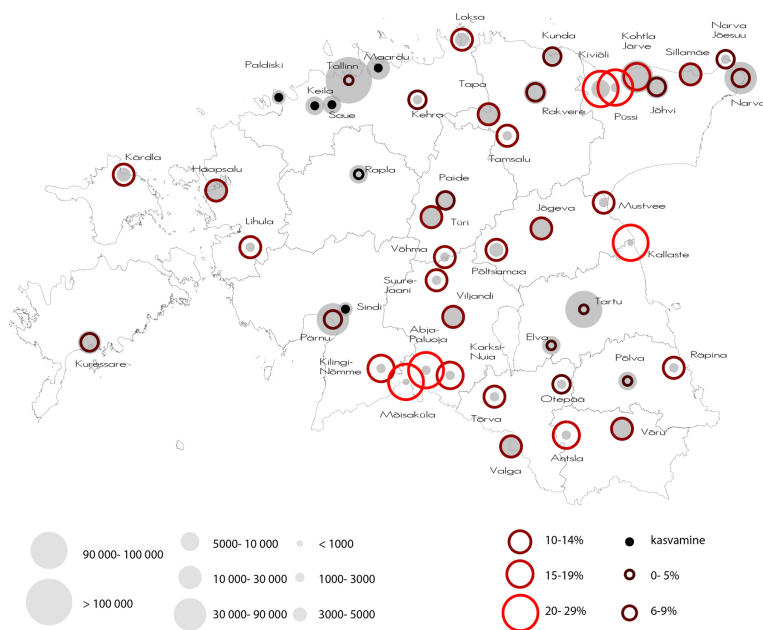 Loksa
Narva
Jõesuu
Kunda
Kohtla
Järve
Sillamäe
Kiviõli
Maardu
Tallinn
Paldiski
Keila
Saue
Tapa
Kehra
Rakvere
Püssi
Jõhvi
Narva
Tamsalu
Kärdla
Haapsalu
Rapla
Paide
Türi
Jõgeva
Mustvee
Lihula
Võhma
Põltsamaa
Kallaste
Suure-
Jaani
Viljandi
Sindi
Pärnu
Tartu
Abja-
Paluoja
Karksi-
Nuia
Elva
Kuressare
Kilingi-
Nõmme
Põlva
Räpina
Otepää
Mõisaküla
Tõrva
Antsla
Võru
Valga
90 000- 100 000
> 100 000
5000- 10 000
10 000- 30 000
30 000- 90 000
< 1000
1000- 3000
3000- 5000
10-14%
15-19%
20- 29%
kasvamine
0- 5%
6-9%